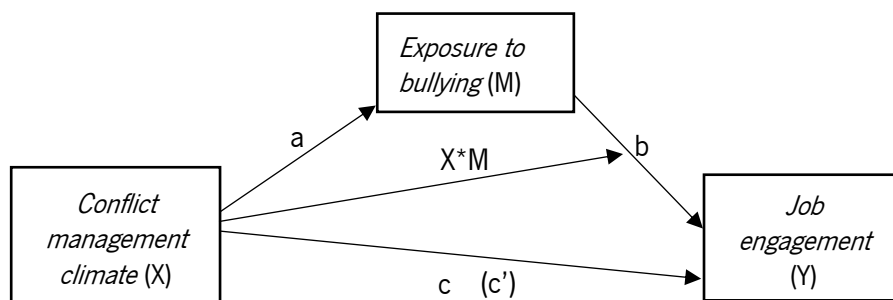 Exposure to
bullying (M)
a
X*M
b
Conflict
management
climate (X)
Job
engagement
(Y)
c (c')